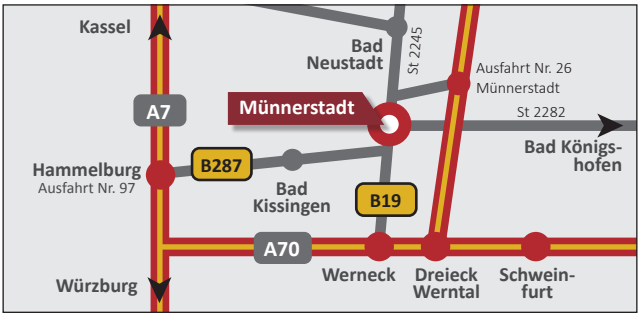 Kassel
Bad
Neustadt
St 2245
Ausfahrt Nr. 26
Münnerstadt
A7
Münnerstadt
St 2282
Bad Königs-
hofen
Hammelburg
Ausfahrt Nr. 97
B287
Bad
Kissingen
B19
A70
Würzburg
Werneck
Dreieck
Werntal
Schwein-
furt